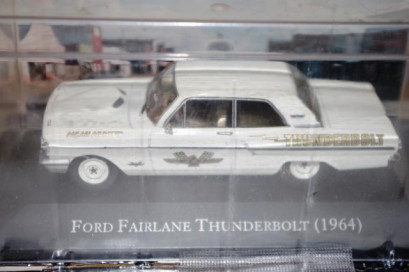 THUNDERBOLT
FORD FAIRLANE THUNDERBOLT (1964)